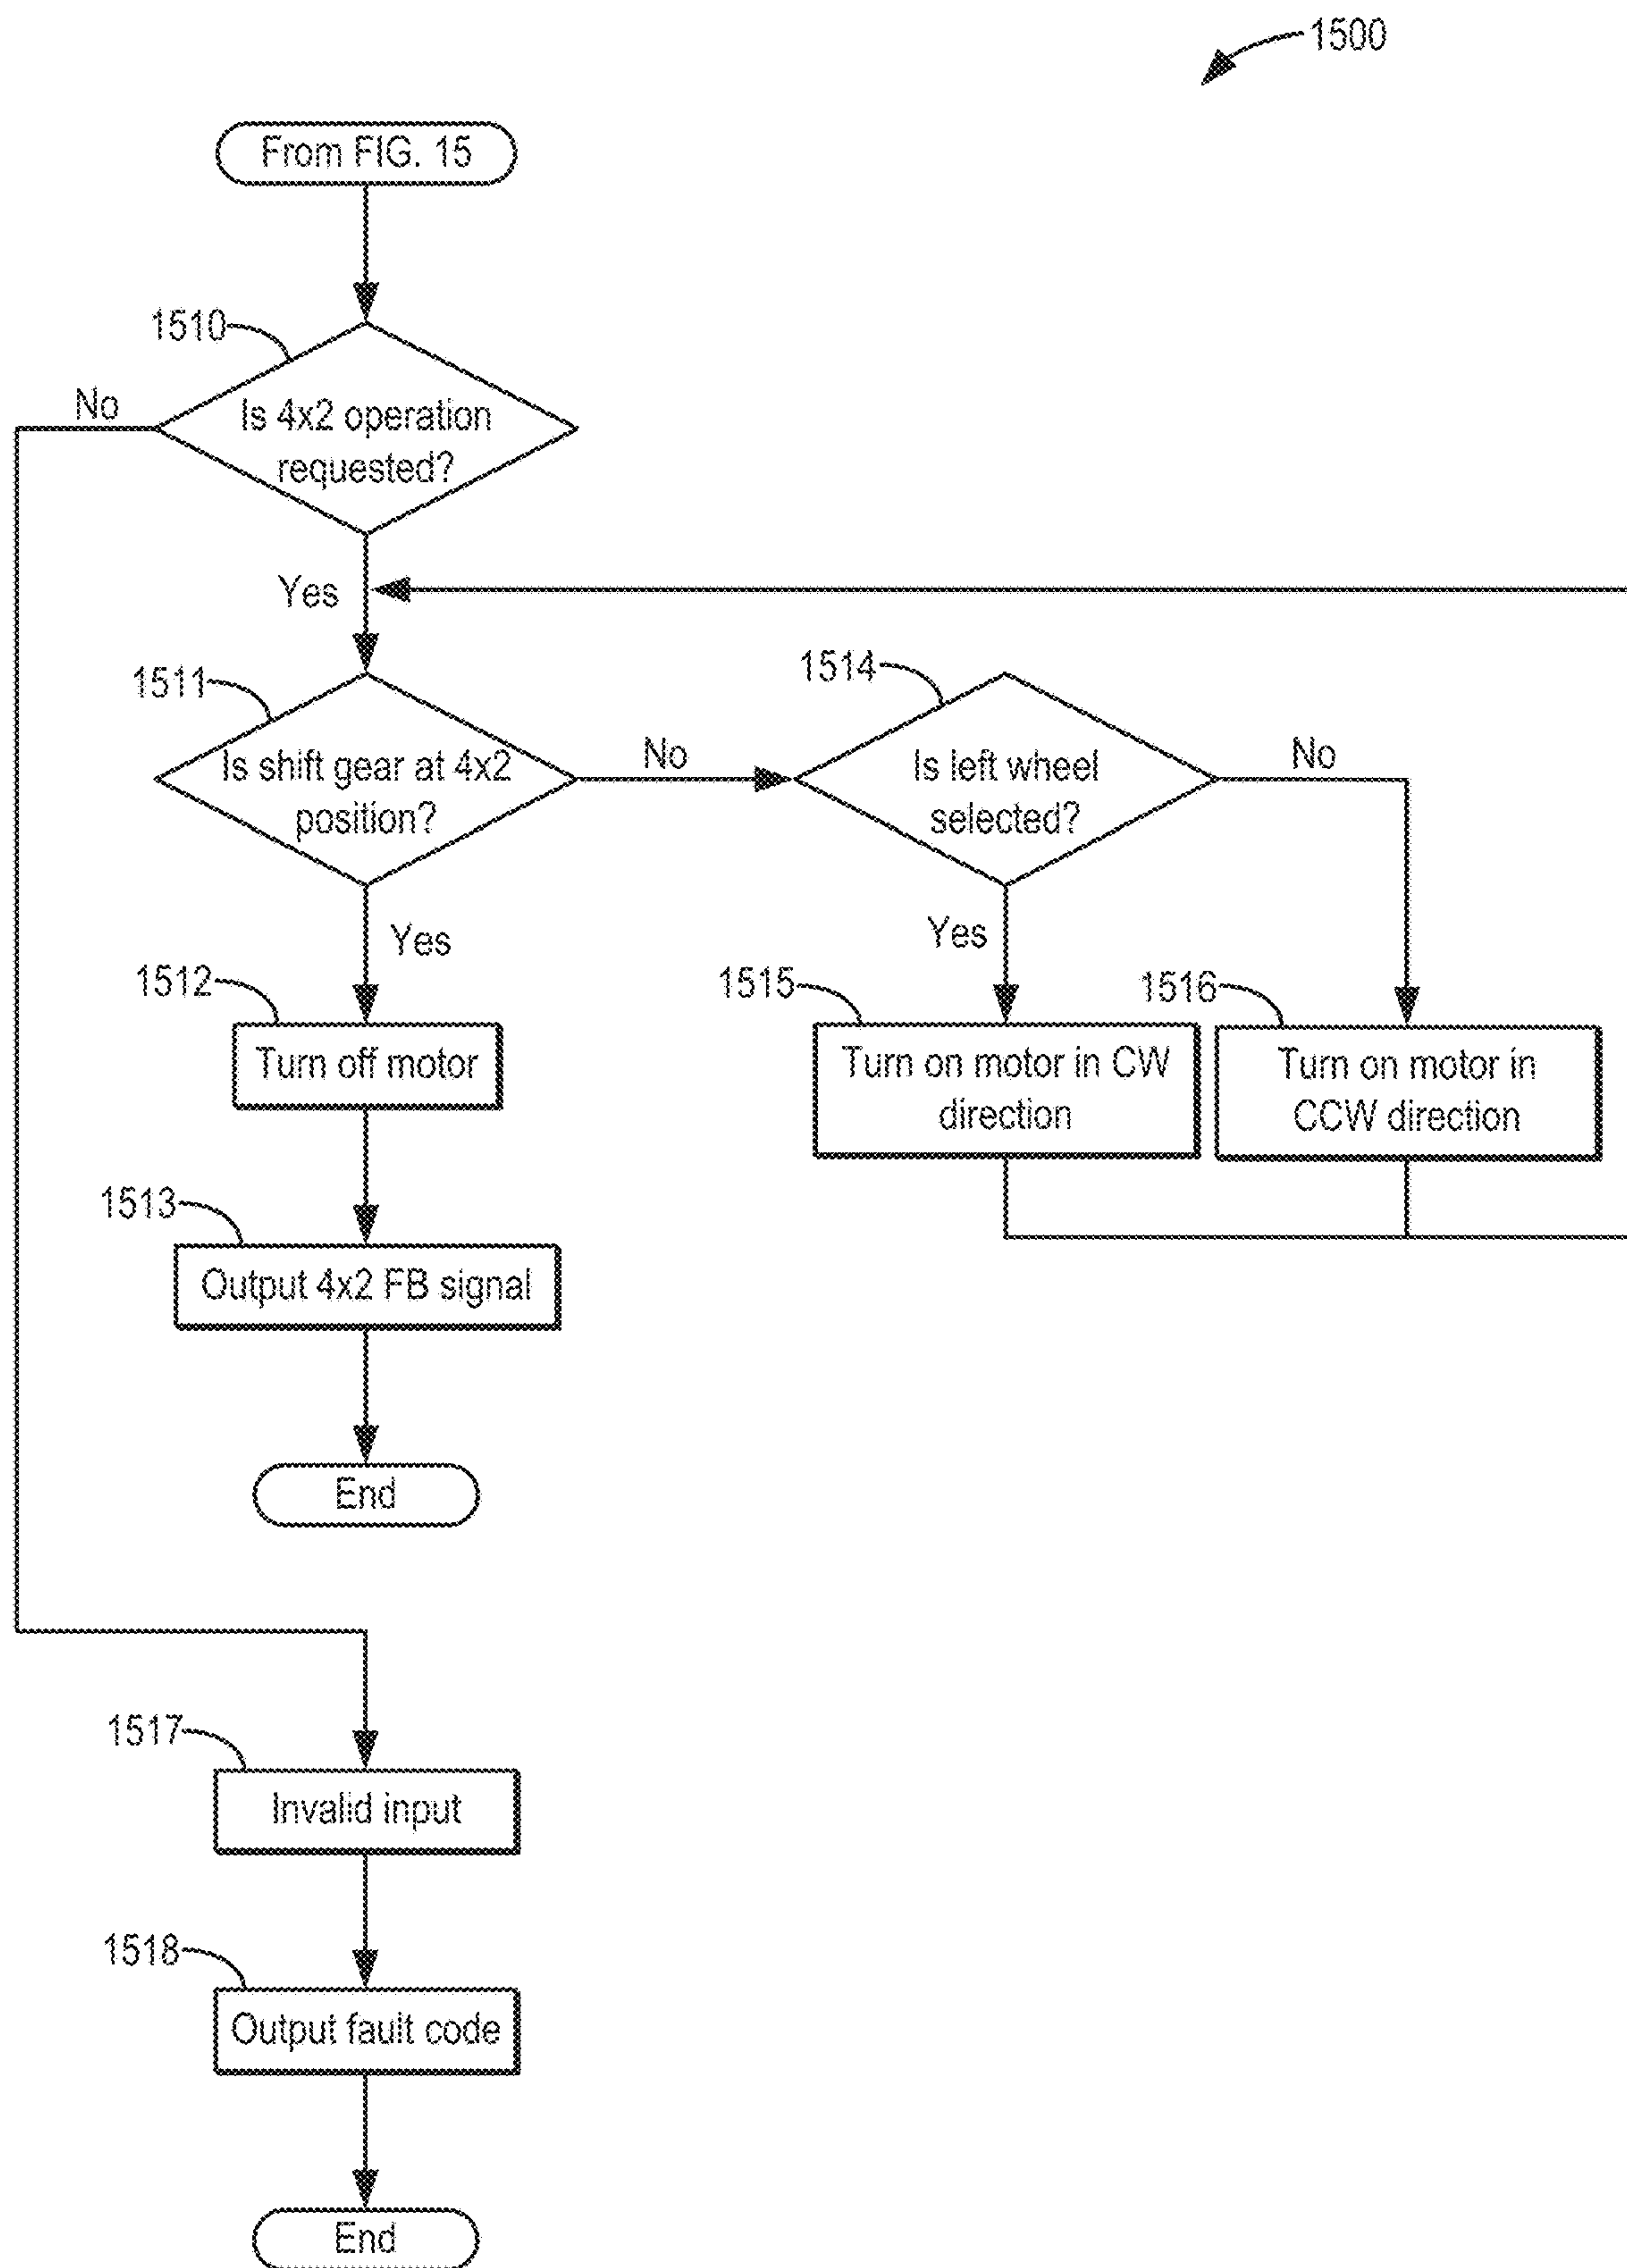 1500
From FIG. 15
1510
No
Is 4x2 operation
requested?
Yes
1511
Is shift gear at 4x2
position?
No
1514
Is left wheel
selected?
No
Yes
Yes
1512
Turn off motor
1515
Turn on motor in CW
direction
1516
Turn on motor in
CCW direction
1513
Output 4x2 FB signal
End
1517
Invalid input
1518
Output fault code
End